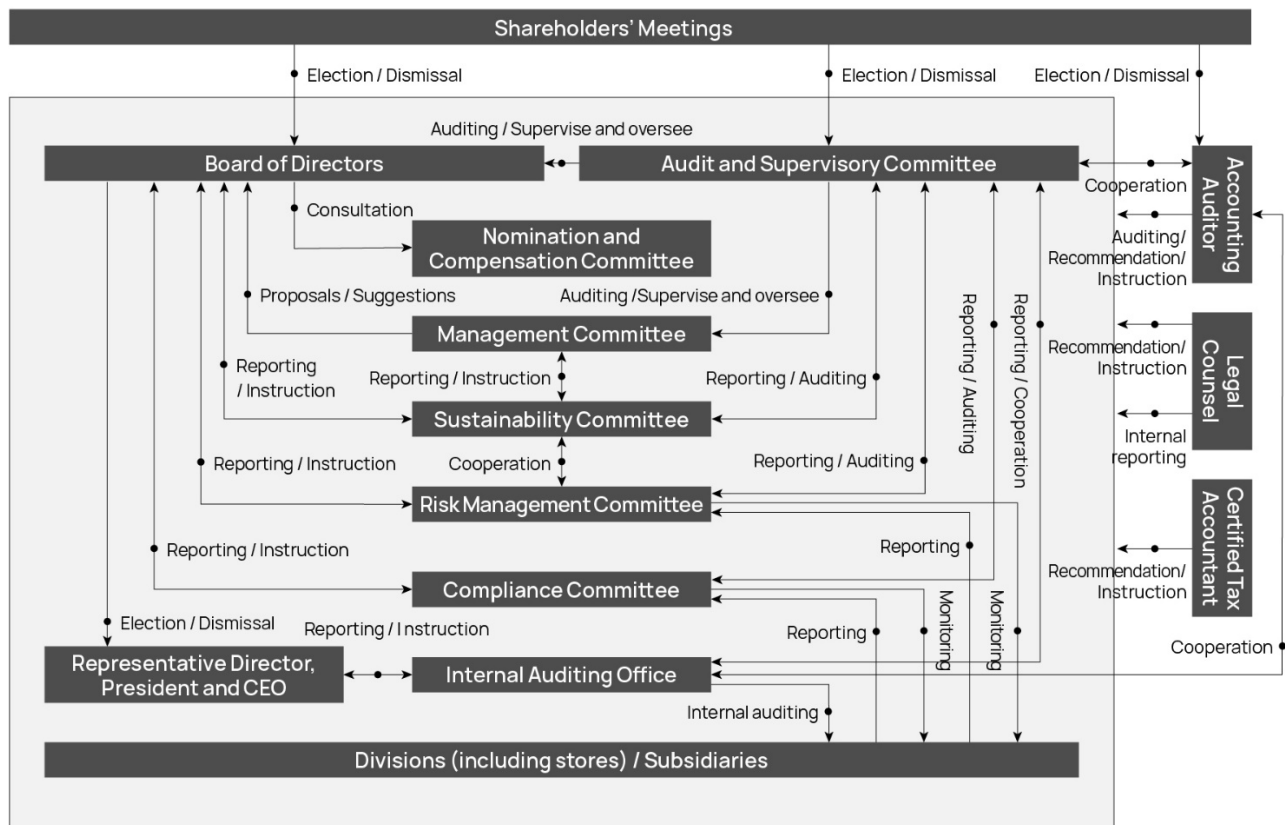 Shareholders' Meetings
Election / Dismissal
Election / Dismissal
Election / Dismissal
Auditing / Supervise and oversee
Board of Directors
Audit and Supervisory Committee
Accounting
Auditor
Cooperation
Consultation
Nomination and
Compensation Committee
Auditing/
Recommendation/
Instruction
Proposals / Suggestions
Auditing /Supervise and oversee
Management Committee
Reporting / Auditing
Reporting / Cooperation
Legal
Counsel
Recommendation/
Instruction
Reporting
/ Instruction
Reporting / Instruction
Reporting / Auditing
Sustainability Committee
Internal
reporting
Reporting / Instruction
Cooperation
Reporting / Auditing
Risk Management Committee
Certified Tax
Accountant
Reporting / Instruction
Reporting
Recommendation/
Instruction
Compliance Committee
Monitoring
Monitoring
Election / Dismissal
Reporting / Instruction
Reporting
Cooperation
Representative Director,
President and CEO
Internal Auditing Office
Internal auditing
Divisions (including stores) / Subsidiaries